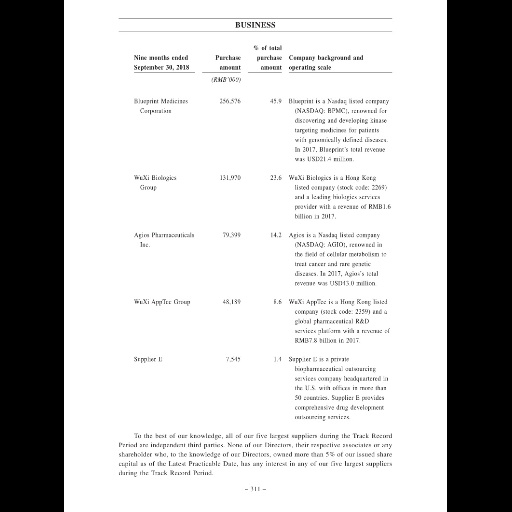 BUSINESS
% of total
Nine months ended Purchase purchase Company background and
September 30, 2018 amount amount operating scale
(RMB'000)
Blueprint Medicines 256,576 45.9 Blueprint is a Nasdaq listed company
Corporation (NASDAQ: BPMC), renowned for
discovering and developing kinase
targeting medicines for patients
with genomically defined diseases.
In 2017, Blueprint's total revenue
was USD21.4 million.
WuXi Biologics 131,970 23.6 WuXi Biologics is a Hong Kong
Group listed company (stock code: 2269)
and a leading biologics services
provider with a revenue of RMB1.6
billion in 2017.
Agios Pharmaceuticals 79,399 14.2 Agios is a Nasdaq listed company
Inc. (NASDAQ: AGIO), renowned in
the field of cellular metabolism to
treat cancer and rare genetic
diseases. In 2017, Agios's total
revenue was USD43.0 million.
WuXi AppTec Group 48,189 8.6 WuXi AppTec is a Hong Kong listed
company (stock code: 2359) and a
global pharmaceutical R&D
services platform with a revenue of
RMB7.8 billion in 2017.
Supplier E 7,545 1.4 Supplier E is a private
biopharmaceutical outsourcing
services company headquartered in
the U.S. with offices in more than
50 countries. Supplier E provides
comprehensive drug development
outsourcing services.
To the best of our knowledge, all of our five largest suppliers during the Track Record
Period are independent third parties. None of our Directors, their respective associates or any
shareholder who, to the knowledge of our Directors, owned more than 5% of our issued share
capital as of the Latest Practicable Date, has any interest in any of our five largest suppliers
during the Track Record Period.
– 311 –